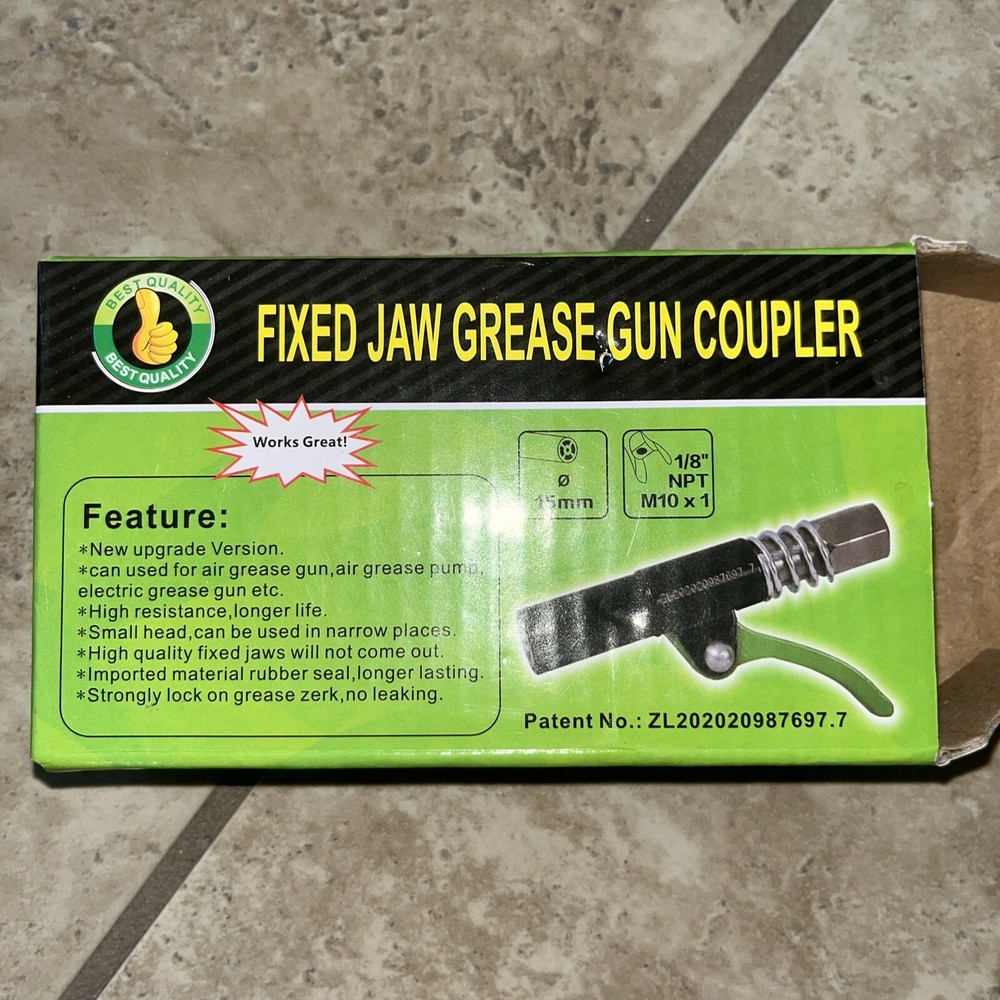 BEST QUALITY
BEST QUALITY
FIXED JAW GREASE GUN COUPLER
Works Great!
Ø
15mm
1/8"
NPT
M10 x 1
Feature:
*New upgrade Version.
*can used for air grease gun,air grease pump,
electric grease gun etc.
*High resistance,longer life.
*Small head,can be used in narrow places.
*High quality fixed jaws will not come out.
*Imported material rubber seal,longer lasting.
*Strongly lock on grease zerk,no leaking.
ZL202020987697.7
Patent No.: ZL202020987697.7